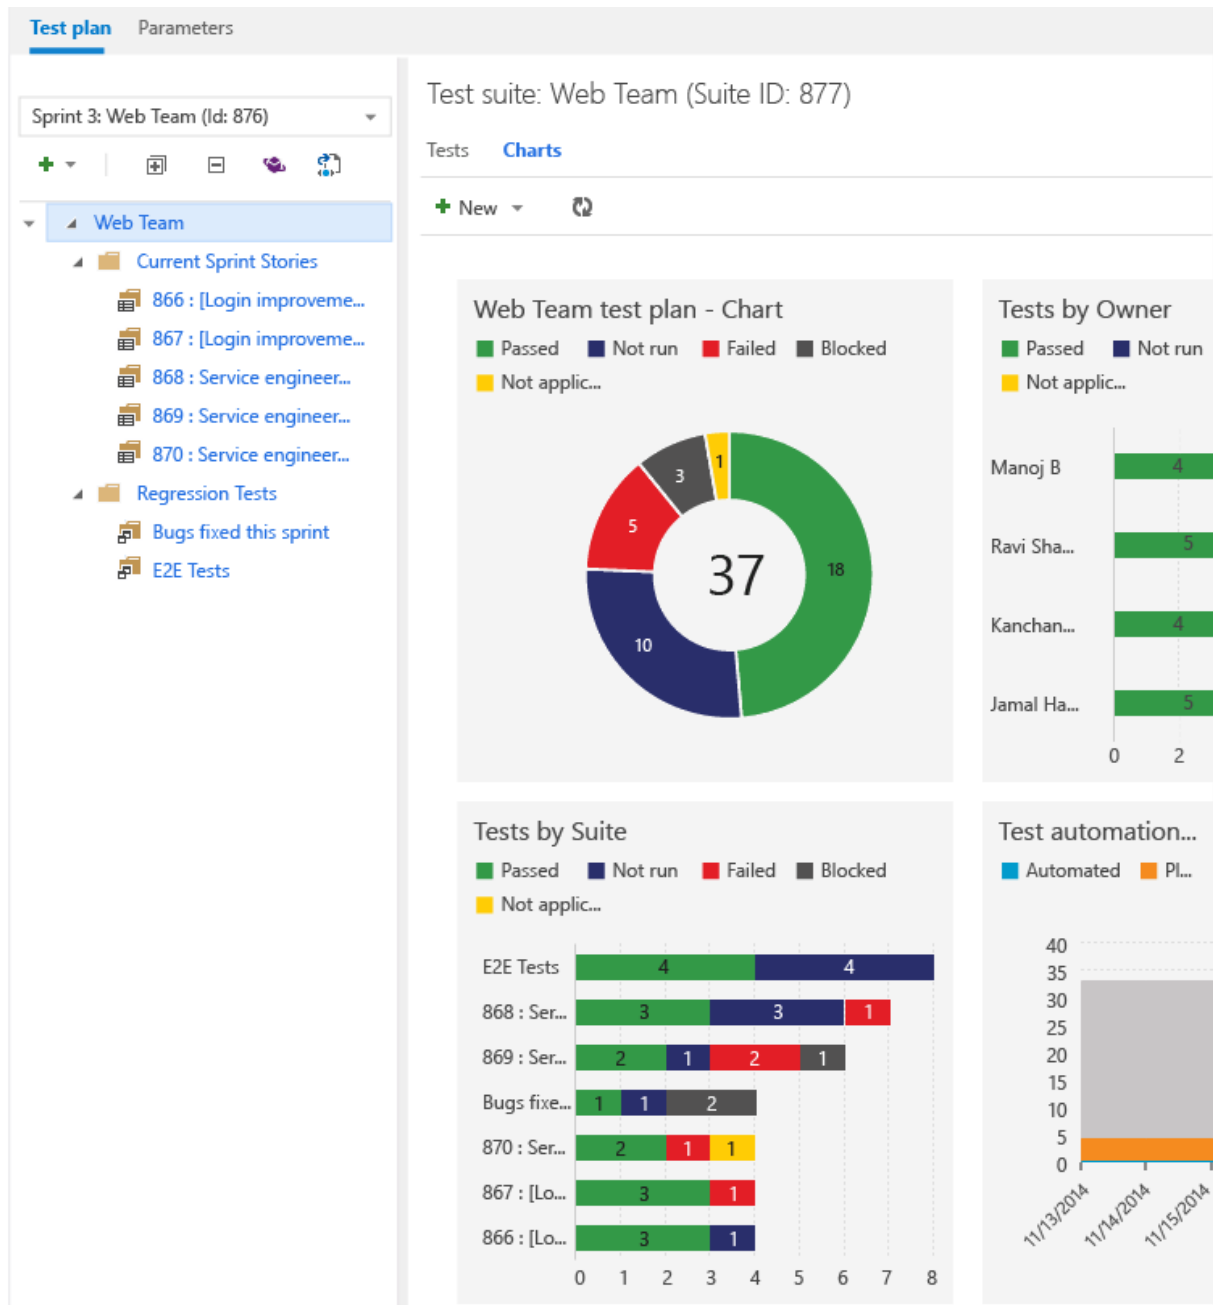 Test plan Parameters
Sprint 3: Web Team (Id: 876)
Web Team
Current Sprint Stories
866 : [Login improveme...
867 : [Login improveme...
868 : Service engineer...
869 : Service engineer...
870 : Service engineer...
Regression Tests
Bugs fixed this sprint
E2E Tests
Test suite: Web Team (Suite ID: 877)
Tests Charts
New
Web Team test plan - Chart
Passed Not run Failed Blocked
Not applic...
1
3
5
18
37
10
Tests by Owner
Passed Not run
Not applic...
Manoj B 4
Ravi Sha... 5
Kanchan... 4
Jamal Ha... 5
0 2
Tests by Suite
Passed Not run Failed Blocked
Not applic...
E2E Tests 4 4
868 : Ser... 3 3 1
869 : Ser... 2 1 2 1
Bugs fixe... 1 1 2
870 : Ser... 2 1 1
867 : [Lo... 3 1
866 : [Lo... 3 1
0 1 2 3 4 5 6 7 8
Test automation...
Automated Pl...
40
35
30
25
20
15
10
5
0
11/13/2014 11/14/2014 11/15/2014